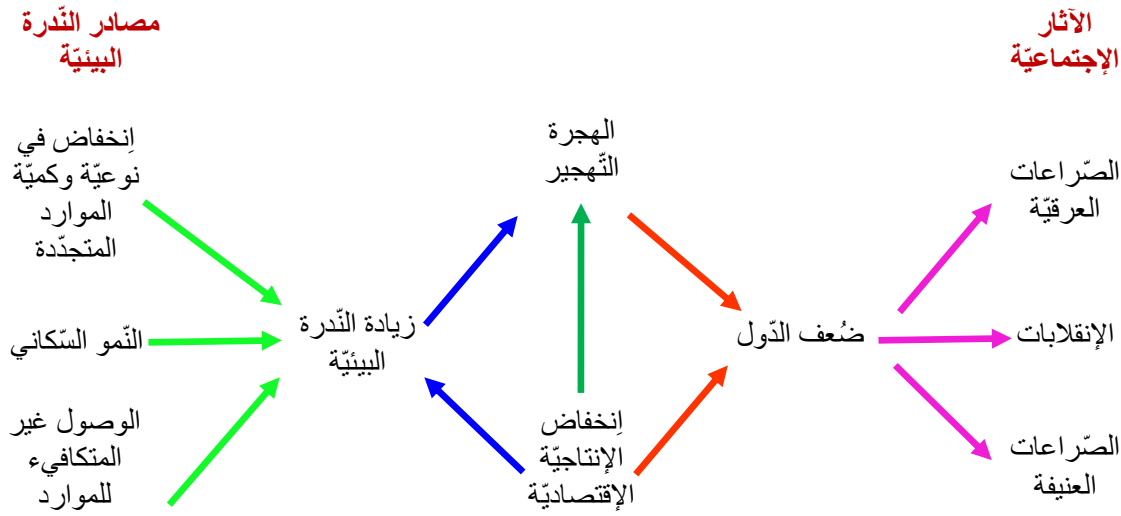 مصادر النّدرة
البيئيّة
الآثار
الإجتماعيّة
اِنخفاض في
نوعيّة وكميّة
الموارد
المتجدّدة
النّمو السّكاني
الوصول غير
المتكافيء
للموارد
زيادة النّدرة
البيئيّة
الهجرة
التّهجير
اِنخفاض
الإنتاجيّة
الإقتصاديّة
ضُعف الدّول
الصّراعات
العرقيّة
الإنقلابات
الصّراعات
العنيفة